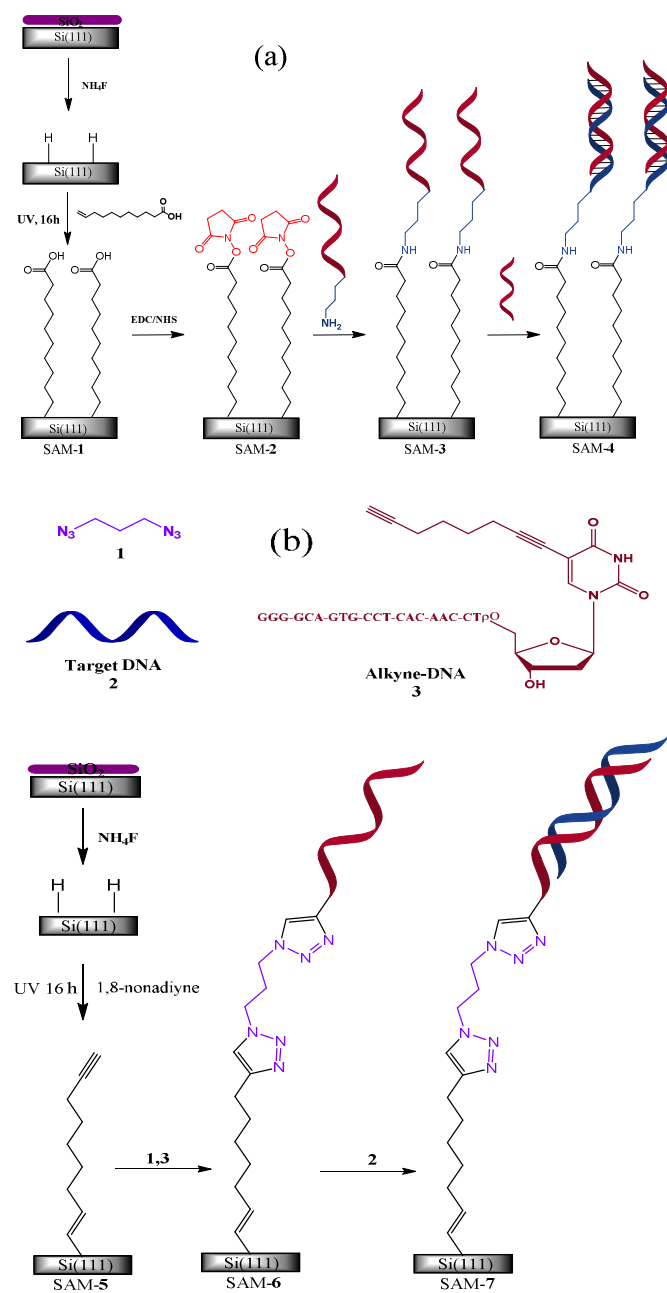 SiO2
Si(111)
(a)
NH4F
H H
Si(111)
UV, 16h
O
OH
O OH O OH
Si(111)
SAM-1
EDC/NHS
O N O O N O
O O
O O
Si(111)
SAM-2
NH2
NH NH
O O
Si(111)
SAM-3
NH NH
O O
Si(111)
SAM-4
N3 N3
1
(b)
Target DNA
2
O
NH
N O
GGG-GCA-GTG-CCT-CAC-AAC-CTpO
O
OH
Alkyne-DNA
3
SiO2
Si(111)
NH4F
H H
Si(111)
UV 16 h 1,8-nonadiyne
Si(111)
SAM-5
1,3
N N N
N N N
Si(111)
SAM-6
2
N N N
N N N
Si(111)
SAM-7